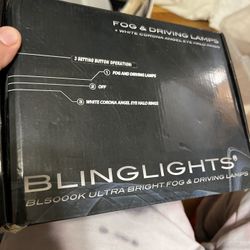 FOG & DRIVING LAMPS
+ WHITE CORONA ANGEL EYE HALO RINGS
3 SETTING BUTTON OPERATION
1 FOG AND DRIVING LAMPS
2 OFF
3 WHITE CORONA ANGEL EYE HALO RINGS
BLINGLIGHTS®
BL5000K ULTRA BRIGHT FOG & DRIVING LAMPS